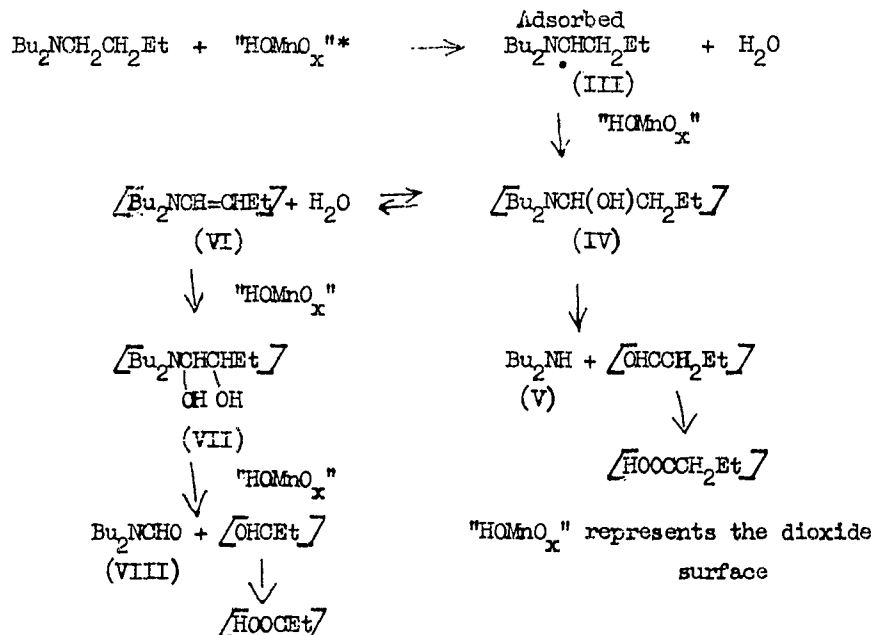 Adsorbed
Bu₂NCH₂CH₂Et + "HOMnOₓ"* → Bu₂NĊHCH₂Et + H₂O
(III)
"HOMnOₓ"
[Bu₂NCH=CHEt] + H₂O ⇌ [Bu₂NCH(OH)CH₂Et]
(VI) (IV)
"HOMnOₓ"
[Bu₂NCHCHEt] Bu₂NH + [OHCCH₂Et]
OH OH (V)
(VII)
[HOOCCH₂Et]
"HOMnOₓ"
Bu₂NCHO + [OHCEt] "HOMnOₓ" represents the dioxide
(VIII) surface
[HOOCEt]